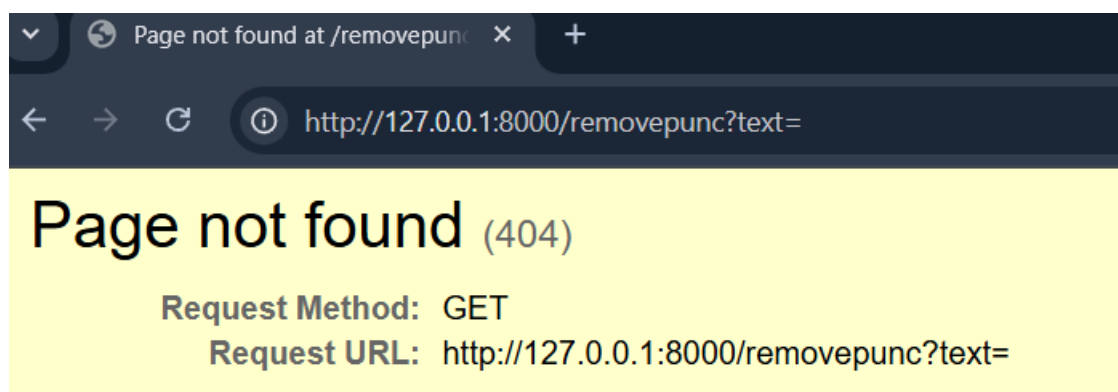 Page not found at /removepunc
http://127.0.0.1:8000/removepunc?text=
Page not found (404)
Request Method: GET
Request URL: http://127.0.0.1:8000/removepunc?text=